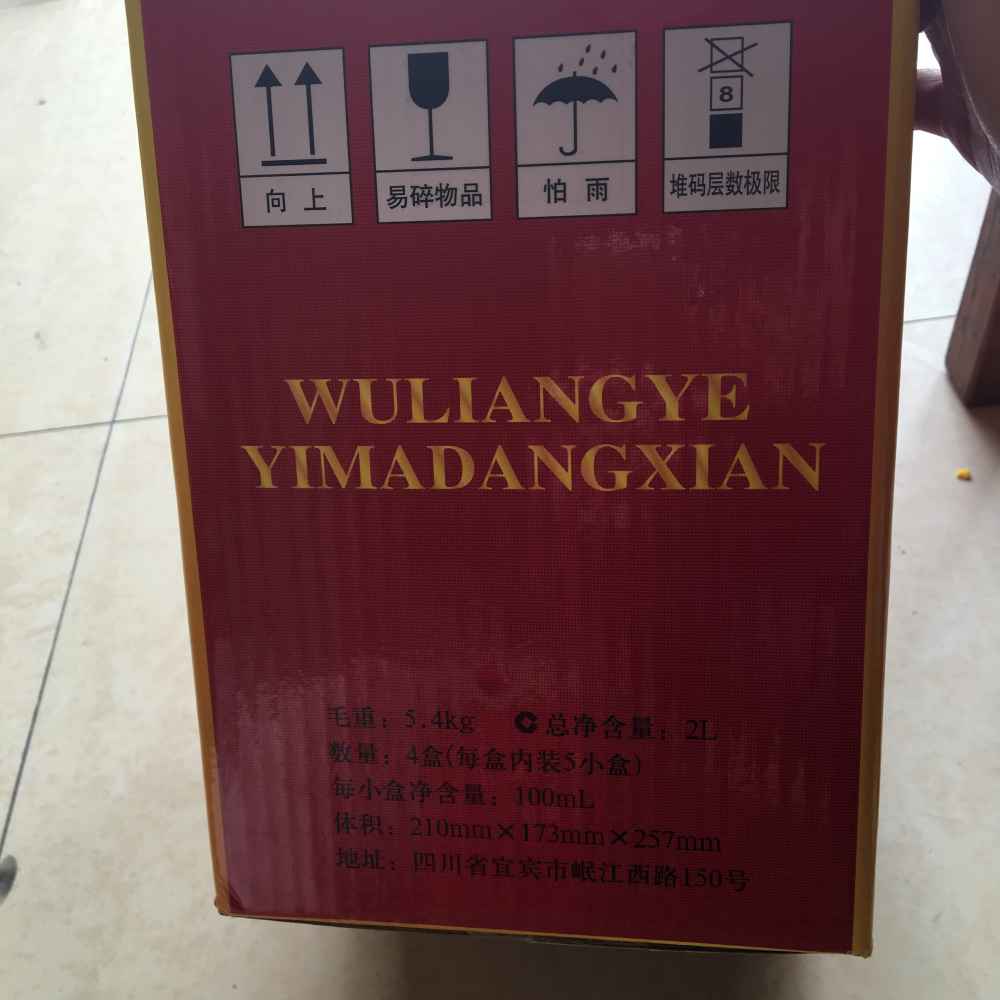 向上
易碎物品
怕雨
8
堆码层数极限
WULIANGYE
YIMADANGXIAN
毛重：5.4kg 总净含量：2L
数量：4盒(每盒内装5小盒)
每小盒净含量：100mL
体积：210mm×173mm×257mm
地址：四川省宜宾市岷江西路150号